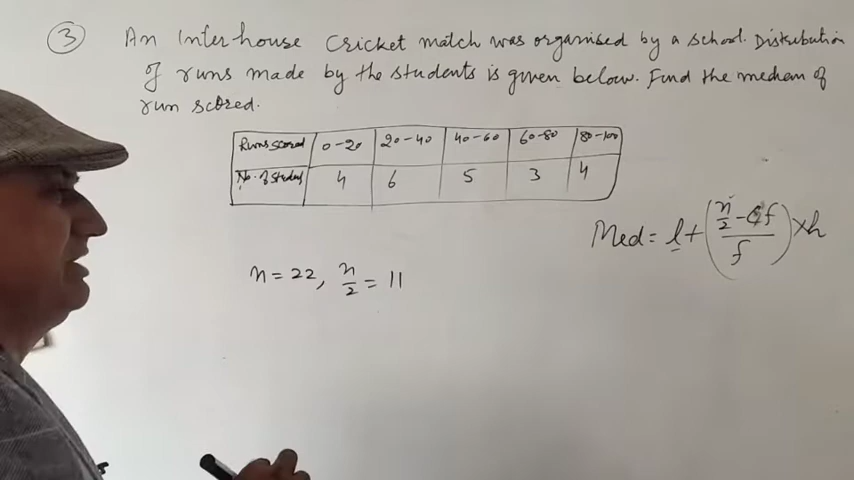 3 An Interhouse Cricket match was organised by a school. Distribution
of runs made by the students is given below. Find the median of
run scored.
Runs scored 0-20 20-40 40-60 60-80 80-100
No. of students 4 6 5 3 4
Med = l + ( (n/2 - cf) / f ) × h
n = 22, n/2 = 11